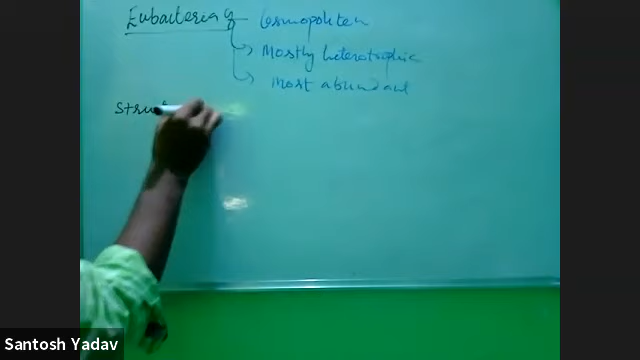 Eubacteria
Cosmopoliten
Mostly heterotrophic
Most abundant
Stru
Santosh Yadav